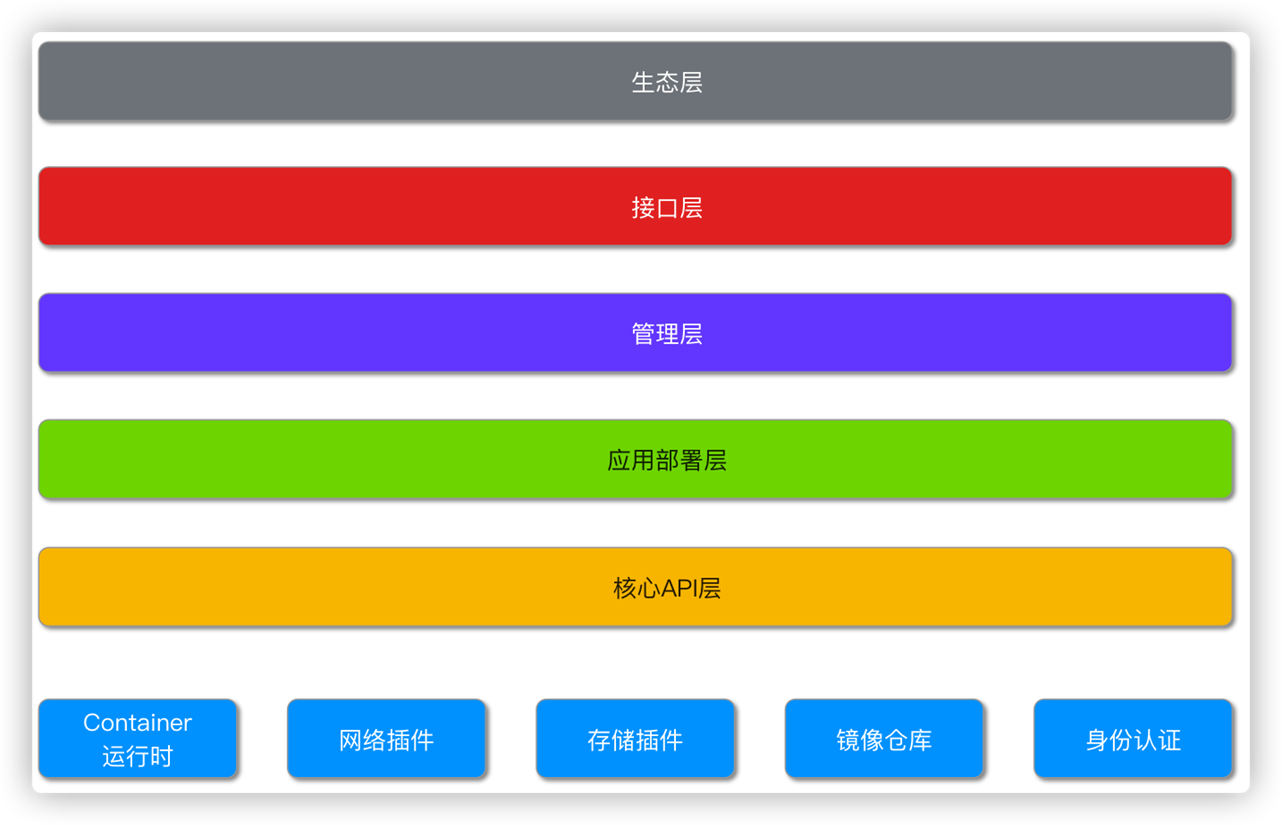 生态层
接口层
管理层
应用部署层
核心API层
Container
运行时
网络插件
存储插件
镜像仓库
身份认证